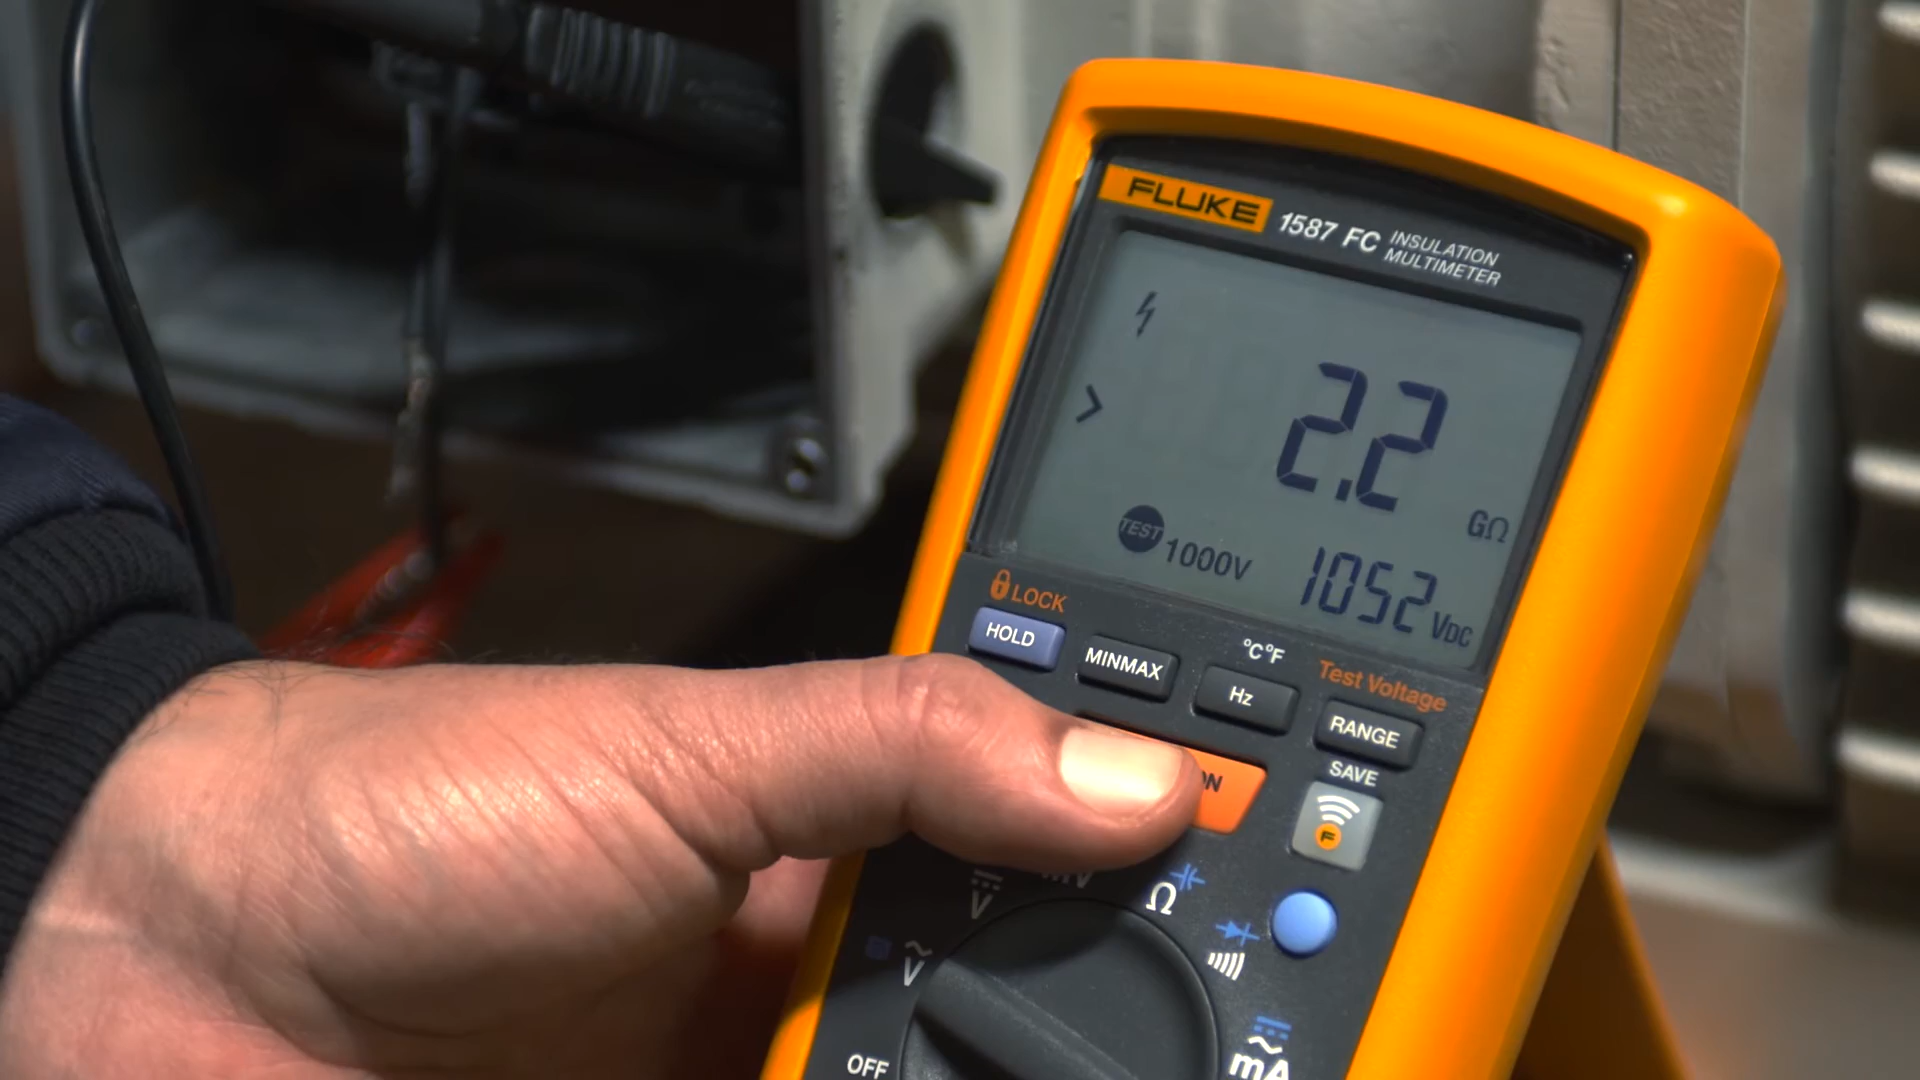 FLUKE 1587 FC INSULATION MULTIMETER
>
2.2
GΩ
TEST 1000V 1052 VDC
LOCK
HOLD
MINMAX
°C°F
Hz
Test Voltage
RANGE
SAVE
F
V
mV
Ω
V
OFF
mA